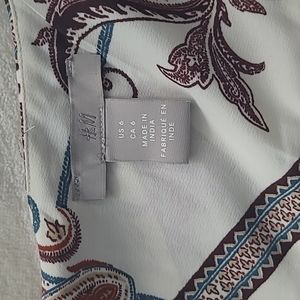 H&M
US 6
CA 6
MADE IN
INDIA
FABRIQUÉ EN
INDE